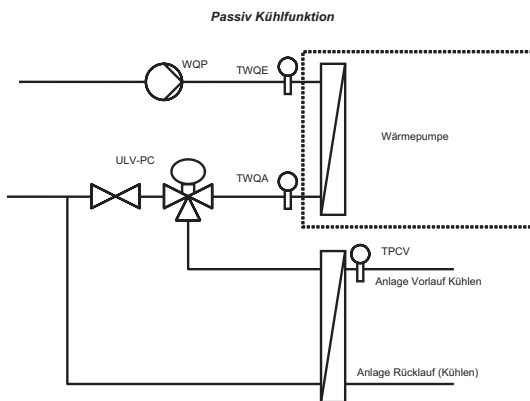 Passiv Kühlfunktion
WQP
TWQE
Wärmepumpe
ULV-PC
TWQA
TPCV
Anlage Vorlauf Kühlen
Anlage Rücklauf (Kühlen)